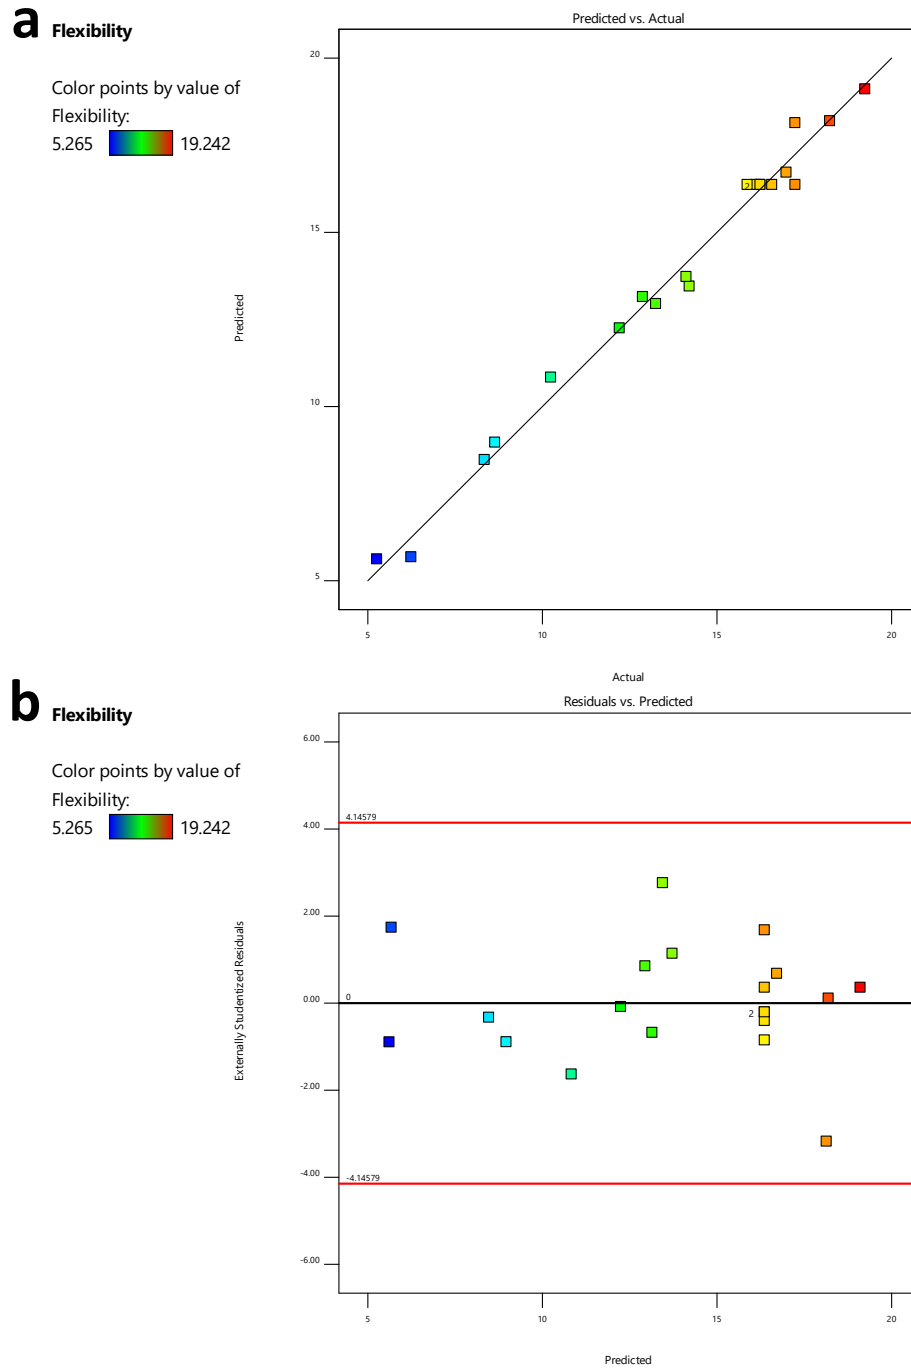 a Flexibility
Color points by value of
Flexibility:
5.265 19.242
Predicted vs. Actual
Predicted
20
15
10
5
2
5 10 15 20
Actual
b Flexibility
Color points by value of
Flexibility:
5.265 19.242
Residuals vs. Predicted
Externally Studentized Residuals
6.00
4.14579
4.00
2.00
0
0.00
2
-2.00
-4.00
-4.14579
-6.00
5 10 15 20
Predicted